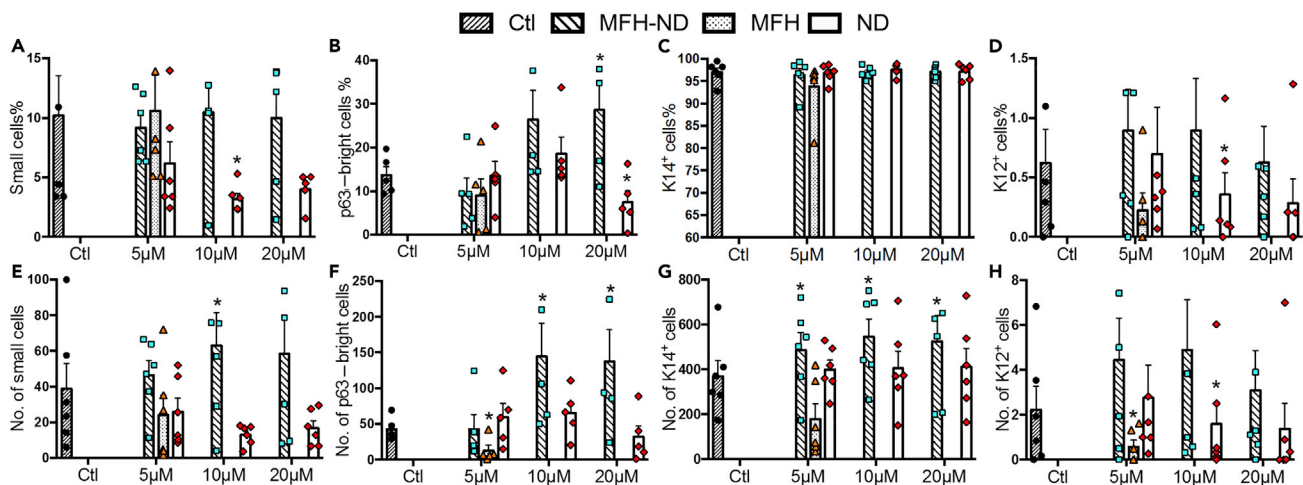 Ctl MFH-ND MFH ND
A
Small cells%
15
10
5
0
Ctl 5μM 10μM 20μM
*
B
p63–bright cells %
40
30
20
10
0
Ctl 5μM 10μM 20μM
* *
C
K14+ cells%
100
95
90
85
80
75
70
65
60
Ctl 5μM 10μM 20μM
D
K12+ cells%
1.5
1.0
0.5
0.0
Ctl 5μM 10μM 20μM
*
E
No. of small cells
100
80
60
40
20
0
Ctl 5μM 10μM 20μM
*
F
No. of p63–bright cells
250
200
150
100
50
0
Ctl 5μM 10μM 20μM
* * *
G
No. of K14+ cells
800
600
400
200
0
Ctl 5μM 10μM 20μM
* * *
H
No. of K12+ cells
8
6
4
2
0
Ctl 5μM 10μM 20μM
* *